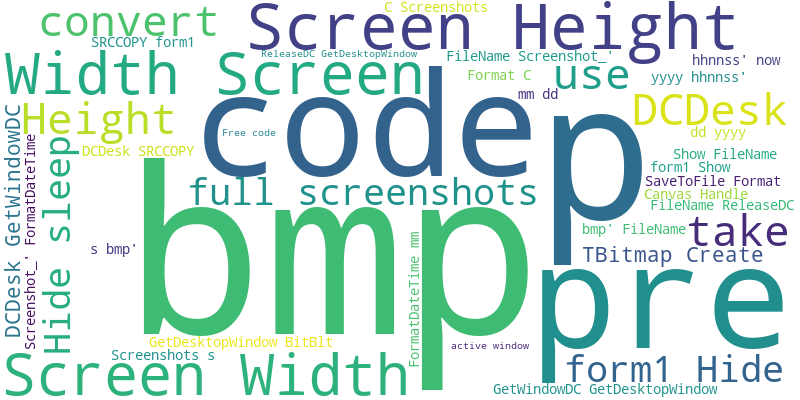 convert
C Screenshots
Screen Height
SRCCOPY form1
ReleaseDC GetDesktopWindow
FileName Screenshot_'
hhnnss' now
Width Screen
Format C
use
yyyy hhnnss'
code
mm dd
DCDesk
Height
Free code
p
dd yyyy
DCDesk SRCCOPY
Show FileName
form1 Show
full screenshots
SaveToFile Format
Canvas Handle
FileName ReleaseDC
DCDesk GetWindowDC
Screenshot_' FormatDateTime
Hide sleep
bmp
s bmp'
FormatDateTime mm
bmp' FileName
take
TBitmap Create
pre
GetDesktopWindow BitBlt
active window
Screenshots s
Screen Width
form1 Hide
GetWindowDC GetDesktopWindow